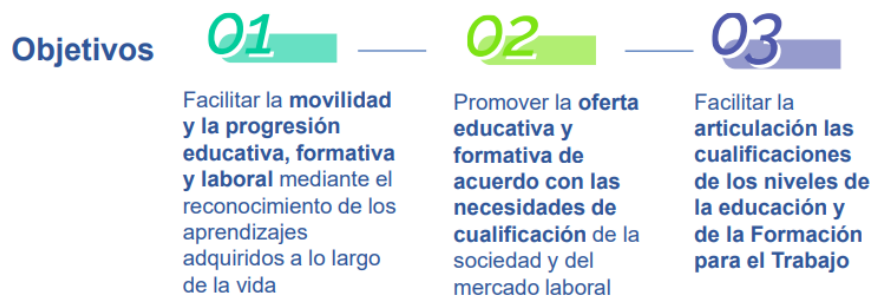 Objetivos
01
Facilitar la movilidad
y la progresión
educativa, formativa
y laboral mediante el
reconocimiento de los
aprendizajes
adquiridos a lo largo
de la vida
02
Promover la oferta
educativa y
formativa de
acuerdo con las
necesidades de
cualificación de la
sociedad y del
mercado laboral
03
Facilitar la
articulación las
cualificaciones
de los niveles de
la educación y
de la Formación
para el Trabajo